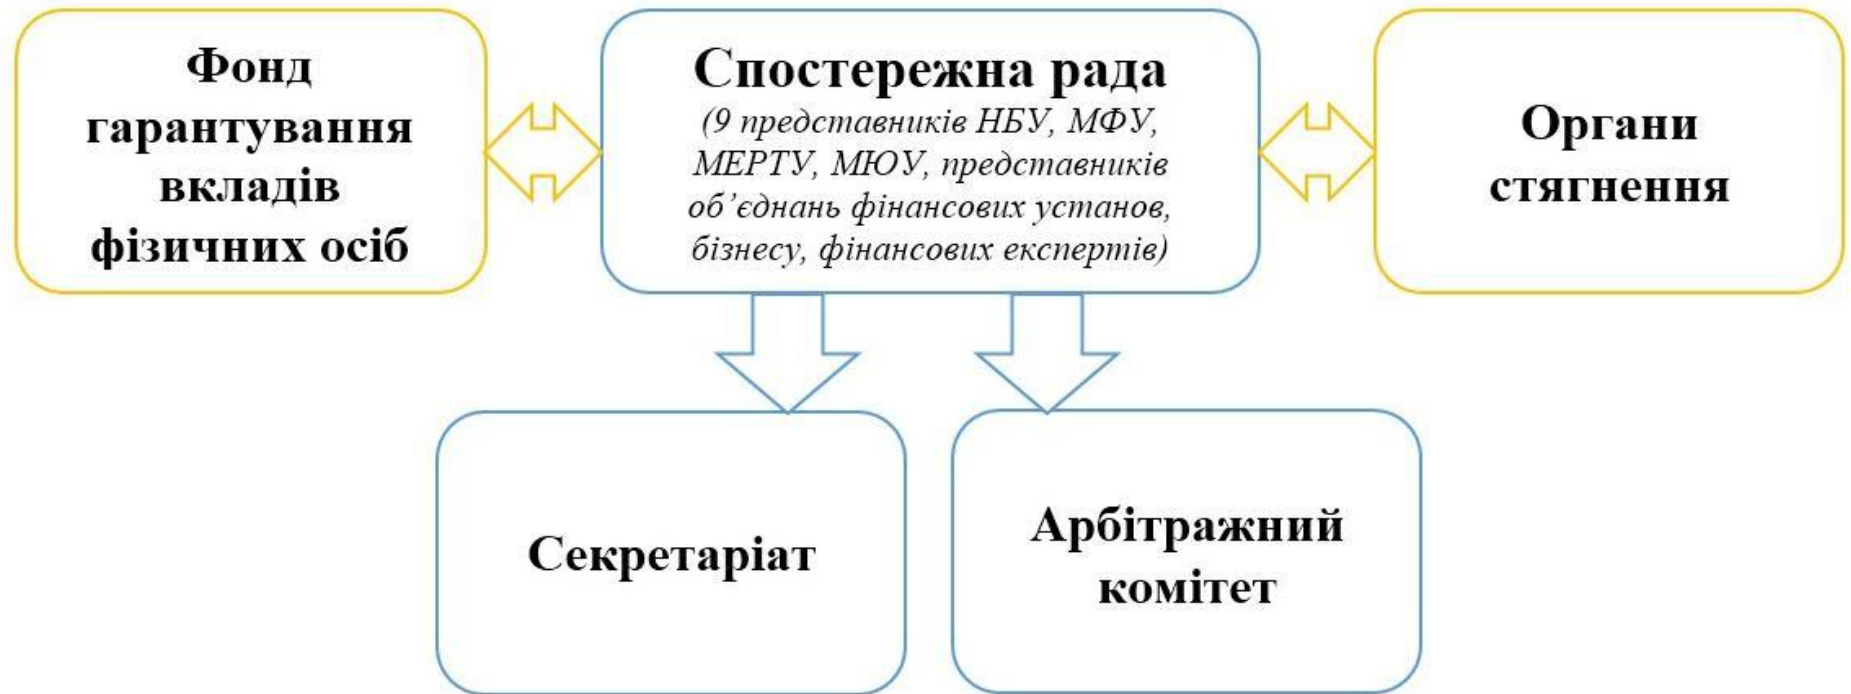 Фонд
гарантування
вкладів
фізичних осіб
Спостережна рада
(9 представників НБУ, МФУ,
МЕРТУ, МЮУ, представників
об’єднань фінансових установ,
бізнесу, фінансових експертів)
Органи
стягнення
Секретаріат
Арбітражний
комітет